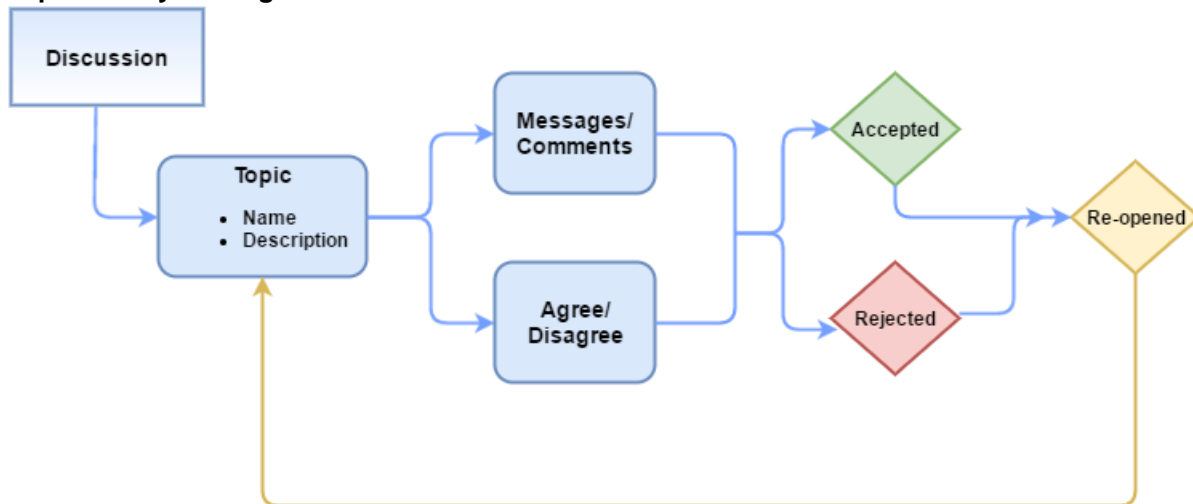 Discussion
Topic
• Name
• Description
Messages/
Comments
Agree/
Disagree
Accepted
Rejected
Re-opened